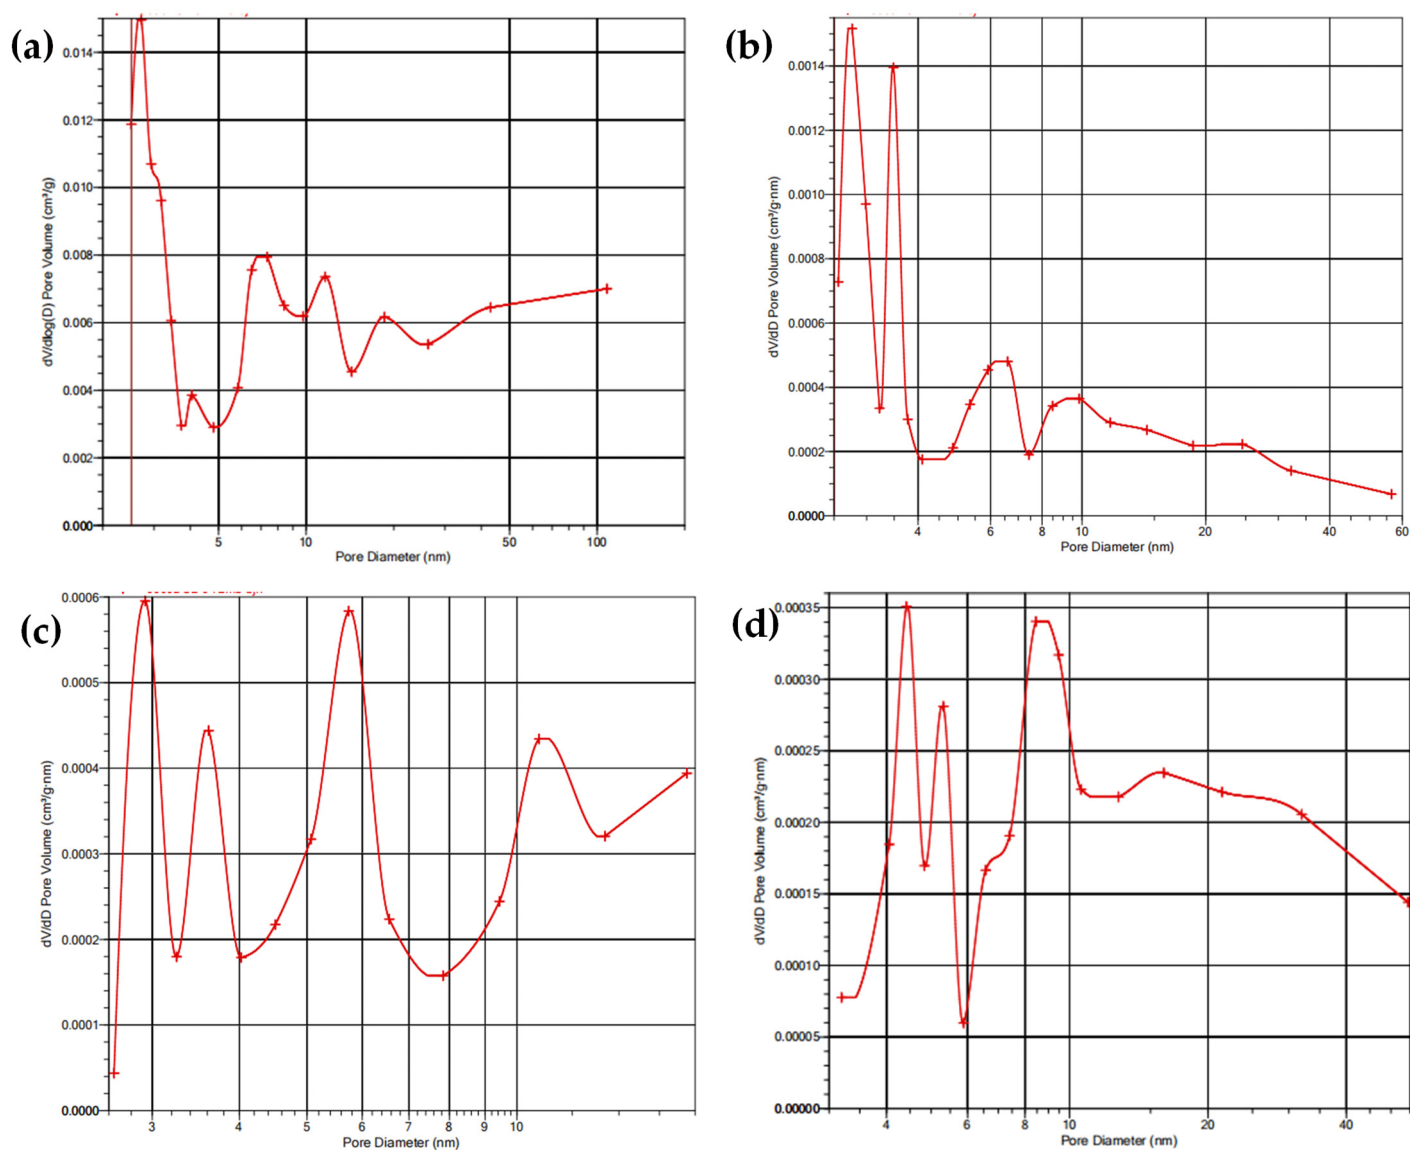 (a)
0.014
0.012
0.010
0.008
0.006
0.004
0.002
0.000
dV/dlog(D) Pore Volume (cm³/g)
5 10 50 100
Pore Diameter (nm)
(b)
0.0014
0.0012
0.0010
0.0008
0.0006
0.0004
0.0002
0.0000
dV/dD Pore Volume (cm³/g·nm)
4 6 8 10 20 40 60
Pore Diameter (nm)
(c)
0.0006
0.0005
0.0004
0.0003
0.0002
0.0001
0.0000
dV/dD Pore Volume (cm³/g·nm)
3 4 5 6 7 8 9 10
Pore Diameter (nm)
(d)
0.00035
0.00030
0.00025
0.00020
0.00015
0.00010
0.00005
0.00000
dV/dD Pore Volume (cm³/g·nm)
4 6 8 10 20 40
Pore Diameter (nm)